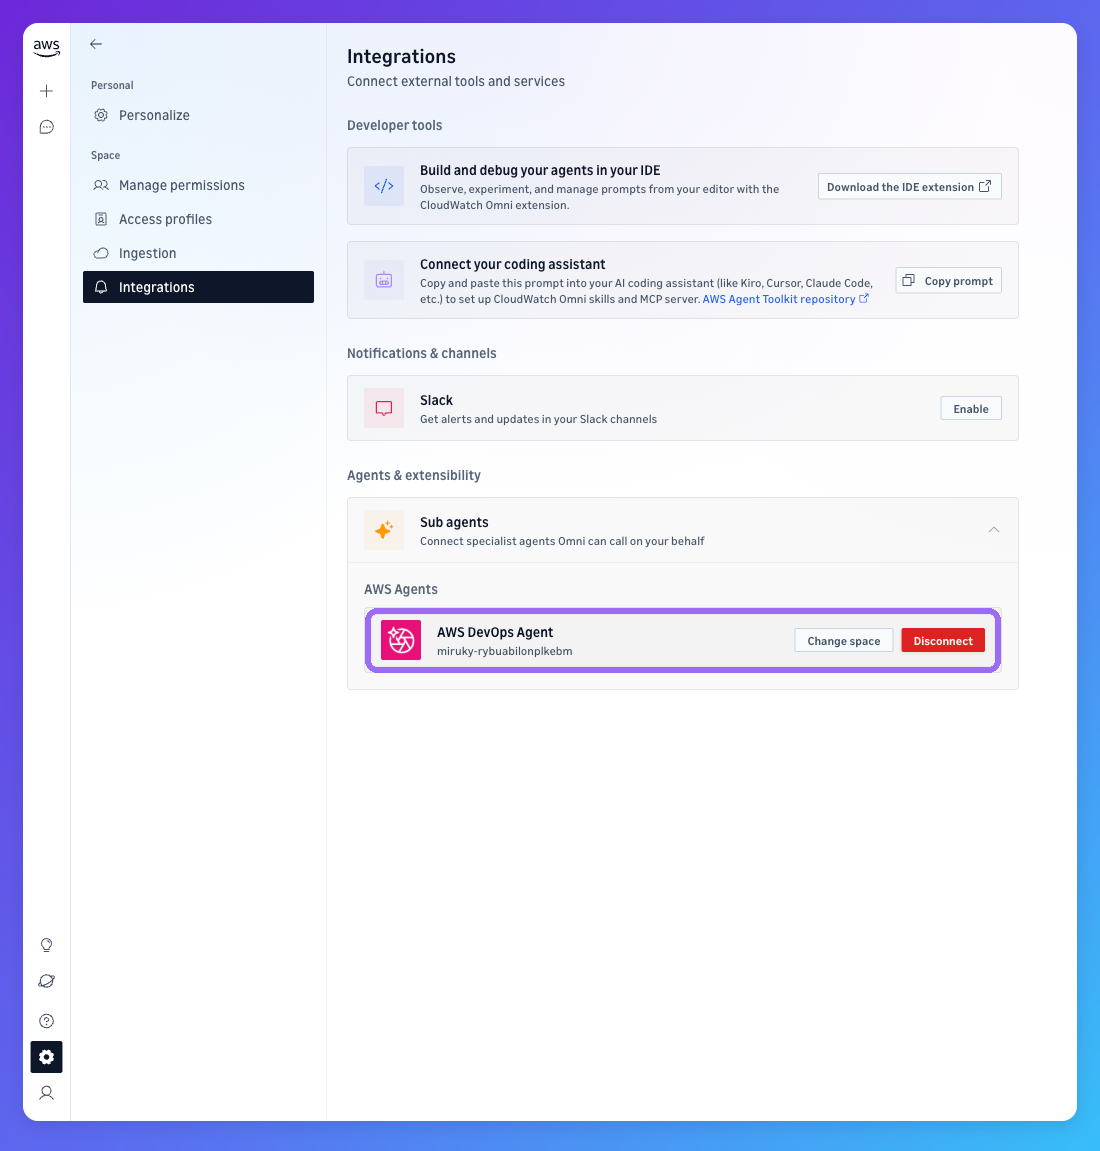 aws
Personal
Personalize
Space
Manage permissions
Access profiles
Ingestion
Integrations
Integrations
Connect external tools and services
Developer tools
Build and debug your agents in your IDE
Observe, experiment, and manage prompts from your editor with the
CloudWatch Omni extension.
Download the IDE extension
Connect your coding assistant
Copy and paste this prompt into your AI coding assistant (like Kiro, Cursor, Claude Code,
etc.) to set up CloudWatch Omni skills and MCP server. AWS Agent Toolkit repository
Copy prompt
Notifications & channels
Slack
Get alerts and updates in your Slack channels
Enable
Agents & extensibility
Sub agents
Connect specialist agents Omni can call on your behalf
AWS Agents
AWS DevOps Agent
miruky-rybuabilonplkebm
Change space
Disconnect